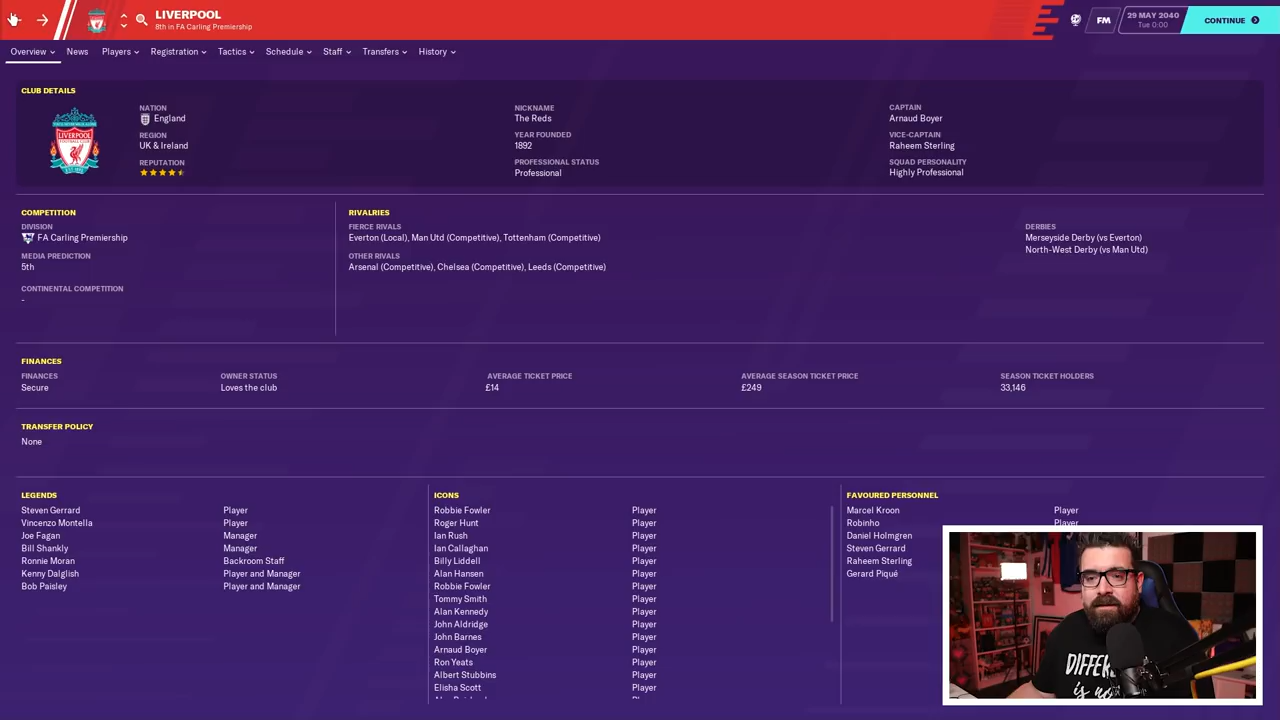 LIVERPOOL
8th in FA Carling Premiership
FM
29 MAY 2040
Tue 0:00
CONTINUE
Overview
News
Players
Registration
Tactics
Schedule
Staff
Transfers
History
CLUB DETAILS
NATION
England
REGION
UK & Ireland
REPUTATION
NICKNAME
The Reds
YEAR FOUNDED
1892
PROFESSIONAL STATUS
Professional
CAPTAIN
Arnaud Boyer
VICE-CAPTAIN
Raheem Sterling
SQUAD PERSONALITY
Highly Professional
COMPETITION
DIVISION
FA Carling Premiership
MEDIA PREDICTION
5th
CONTINENTAL COMPETITION
-
RIVALRIES
FIERCE RIVALS
Everton (Local), Man Utd (Competitive), Tottenham (Competitive)
OTHER RIVALS
Arsenal (Competitive), Chelsea (Competitive), Leeds (Competitive)
DERBIES
Merseyside Derby (vs Everton)
North-West Derby (vs Man Utd)
FINANCES
FINANCES
Secure
OWNER STATUS
Loves the club
AVERAGE TICKET PRICE
£14
AVERAGE SEASON TICKET PRICE
£249
SEASON TICKET HOLDERS
33,146
TRANSFER POLICY
None
LEGENDS
Steven Gerrard Player
Vincenzo Montella Player
Joe Fagan Manager
Bill Shankly Manager
Ronnie Moran Backroom Staff
Kenny Dalglish Player and Manager
Bob Paisley Player and Manager
ICONS
Robbie Fowler Player
Roger Hunt Player
Ian Rush Player
Ian Callaghan Player
Billy Liddell Player
Alan Hansen Player
Robbie Fowler Player
Tommy Smith Player
Alan Kennedy Player
John Aldridge Player
John Barnes Player
Arnaud Boyer Player
Ron Yeats Player
Albert Stubbins Player
Elisha Scott Player
FAVOURED PERSONNEL
Marcel Kroon Player
Robinho Player
Daniel Holmgren
Steven Gerrard
Raheem Sterling
Gerard Piqué